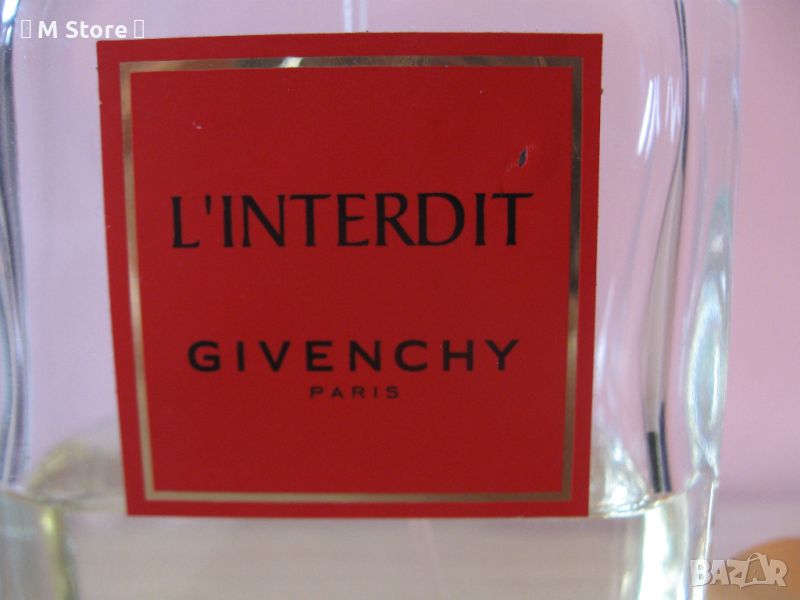 M Store
L'INTERDIT
GIVENCHY
PARIS
BAZAR